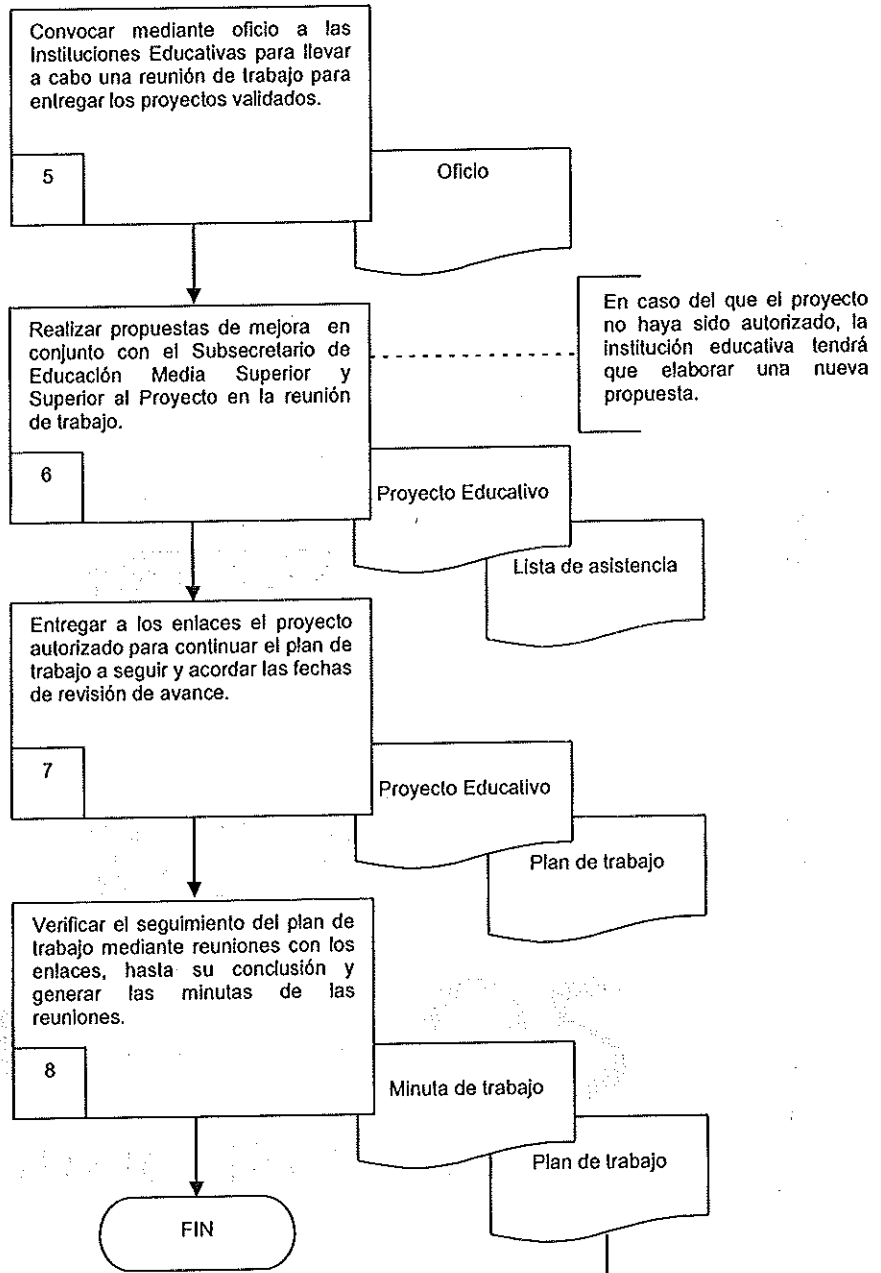 Convocar mediante oficio a las
Instituciones Educativas para llevar
a cabo una reunión de trabajo para
entregar los proyectos validados.
5
Oficio
Realizar propuestas de mejora en
conjunto con el Subsecretario de
Educación Media Superior y
Superior al Proyecto en la reunión
de trabajo.
6
En caso del que el proyecto
no haya sido autorizado, la
institución educativa tendrá
que elaborar una nueva
propuesta.
Proyecto Educativo
Lista de asistencia
Entregar a los enlaces el proyecto
autorizado para continuar el plan de
trabajo a seguir y acordar las fechas
de revisión de avance.
7
Proyecto Educativo
Plan de trabajo
Verificar el seguimiento del plan de
trabajo mediante reuniones con los
enlaces, hasta su conclusión y
generar las minutas de las
reuniones.
8
Minuta de trabajo
Plan de trabajo
FIN